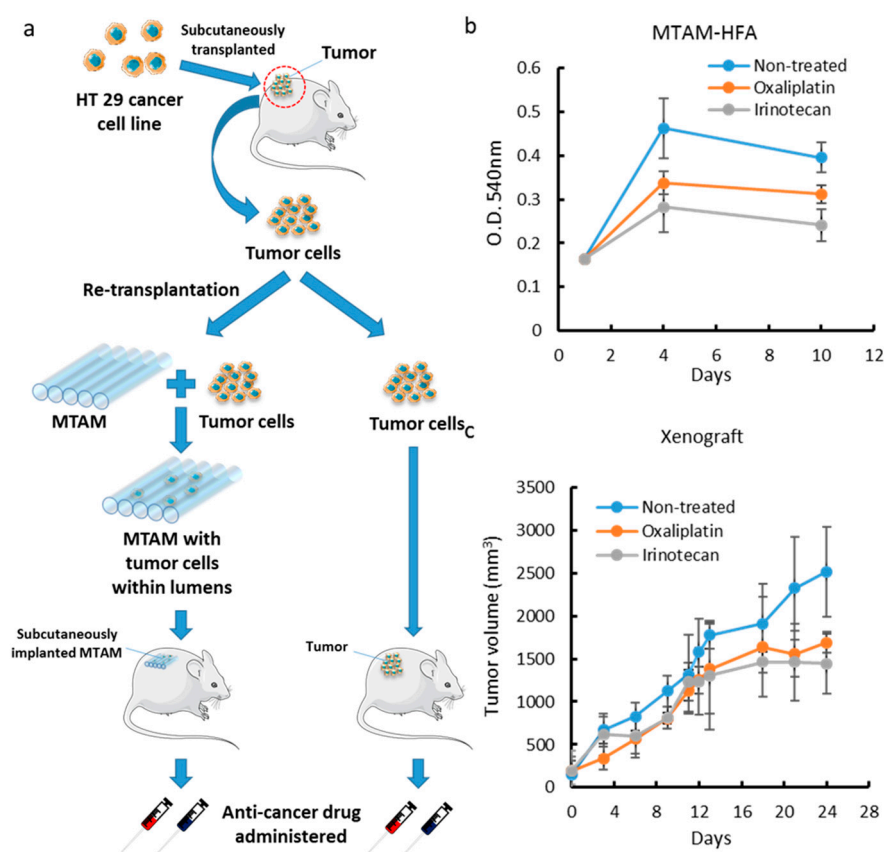 a
Subcutaneously
transplanted
Tumor
HT 29 cancer
cell line
Tumor cells
Re-transplantation
MTAM
Tumor cells
Tumor cells
MTAM with
tumor cells
within lumens
Subcutaneously
implanted MTAM
Tumor
Anti-cancer drug
administered
b
MTAM-HFA
Non-treated
Oxaliplatin
Irinotecan
O.D. 540nm
0.6
0.5
0.4
0.3
0.2
0.1
0
0 2 4 6 8 10 12
Days
c
Xenograft
Non-treated
Oxaliplatin
Irinotecan
Tumor volume (mm³)
3500
3000
2500
2000
1500
1000
500
0
0 4 8 12 16 20 24 28
Days